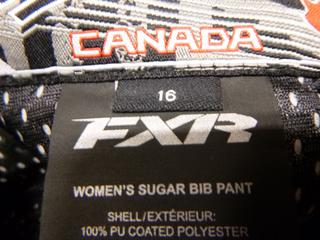 CANADA
16
FXR
WOMEN'S SUGAR BIB PANT
SHELL/EXTÉRIEUR:
100% PU COATED POLYESTER